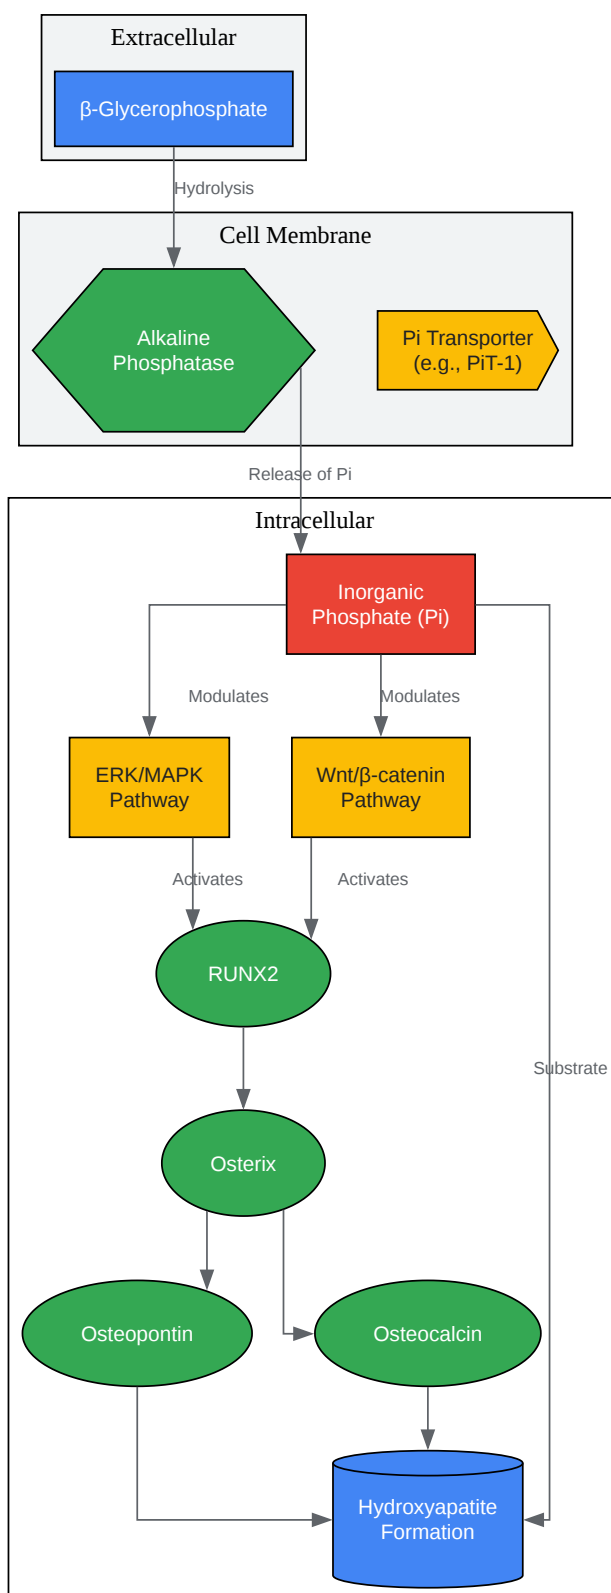 Extracellular
β-Glycerophosphate
Hydrolysis
Cell Membrane
Alkaline
Phosphatase
Pi Transporter
(e.g., PiT-1)
Release of Pi
Intracellular
Inorganic
Phosphate (Pi)
Modulates
Modulates
ERK/MAPK
Pathway
Wnt/β-catenin
Pathway
Activates
Activates
RUNX2
Substrate
Osterix
Osteopontin
Osteocalcin
Hydroxyapatite
Formation